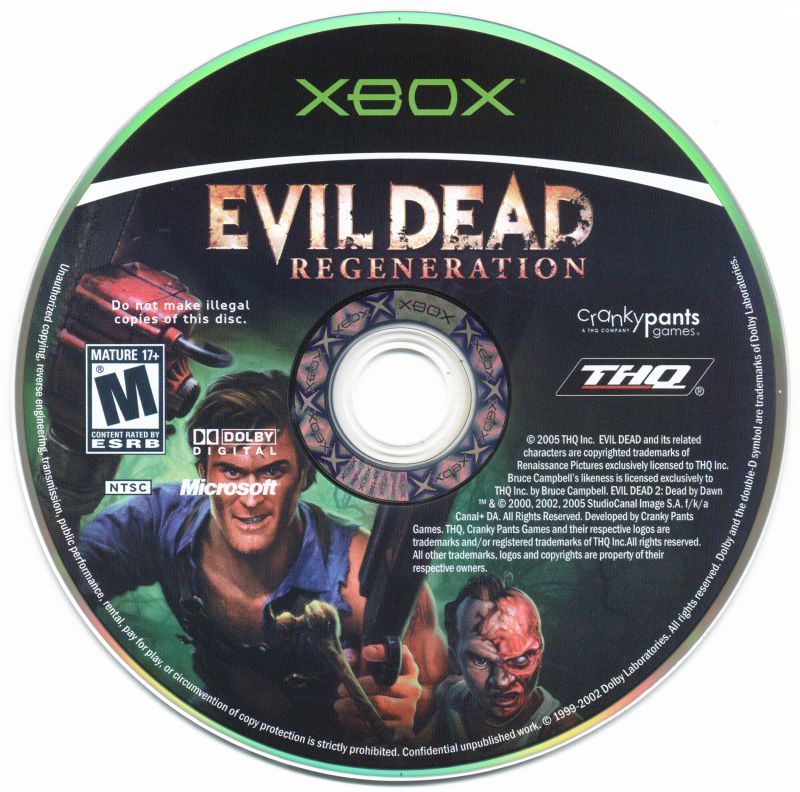 XBOX®
EVIL DEAD
REGENERATION
XBOX
Do not make illegal
copies of this disc.
crankypants
A THQ COMPANY games™
THQ®
MATURE 17+
M®
CONTENT RATED BY
ESRB
DOLBY
DIGITAL
NTSC
Microsoft
© 2005 THQ Inc. EVIL DEAD and its related
characters are copyrighted trademarks of
Renaissance Pictures exclusively licensed to THQ Inc.
Bruce Campbell's likeness is licensed exclusively to
THQ Inc. by Bruce Campbell. EVIL DEAD 2: Dead by Dawn
™ & © 2000, 2002, 2005 StudioCanal Image S.A. f/k/a
Canal+ DA. All Rights Reserved. Developed by Cranky Pants
Games. THQ, Cranky Pants Games and their respective logos are
trademarks and/or registered trademarks of THQ Inc.All rights reserved.
All other trademarks, logos and copyrights are property of their
respective owners.
Unauthorized copying, reverse engineering, transmission, public performance, rental, pay for play, or circumvention of copy protection is strictly prohibited. Confidential unpublished work. © 1999-2002 Dolby Laboratories. All rights reserved. Dolby and the double-D symbol are trademarks of Dolby Laboratories.